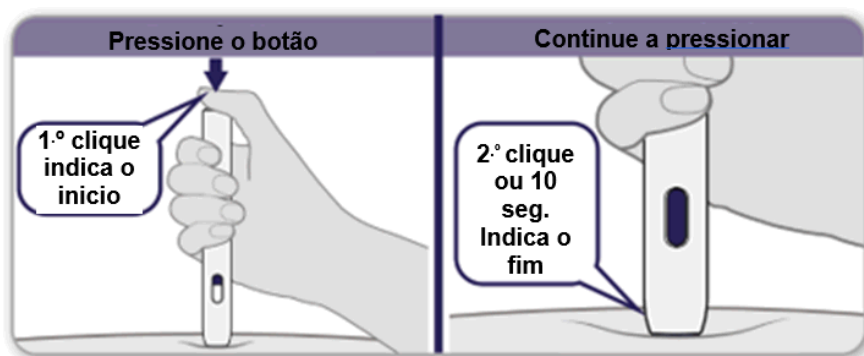 Pressione o botão
1.º clique
indica o
inicio
Continue a pressionar
2.º clique
ou 10
seg.
Indica o
fim